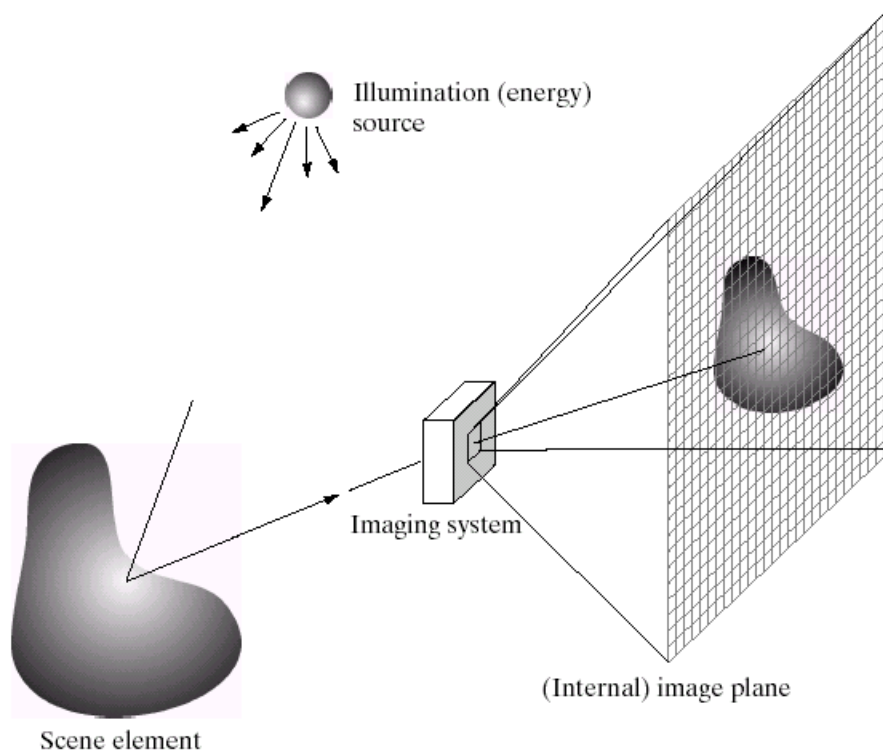 Illumination (energy)
source
Imaging system
(Internal) image plane
Scene element